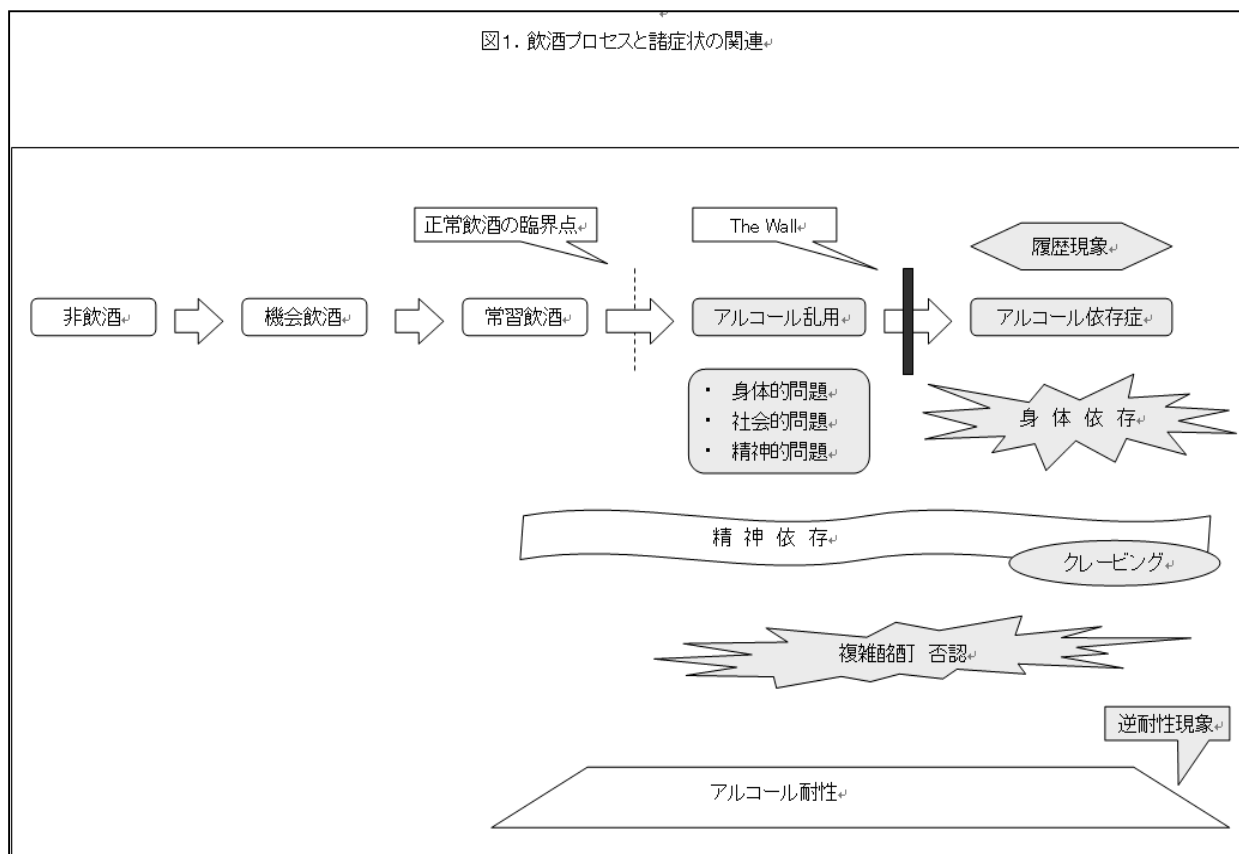 図1. 飲酒プロセスと諸症状の関連
正常飲酒の臨界点
The Wall
履歴現象
非飲酒
機会飲酒
常習飲酒
アルコール乱用
アルコール依存症
・ 身体的問題
・ 社会的問題
・ 精神的問題
身 体 依 存
精 神 依 存
クレービング
複雑酩酊 否認
逆耐性現象
アルコール耐性